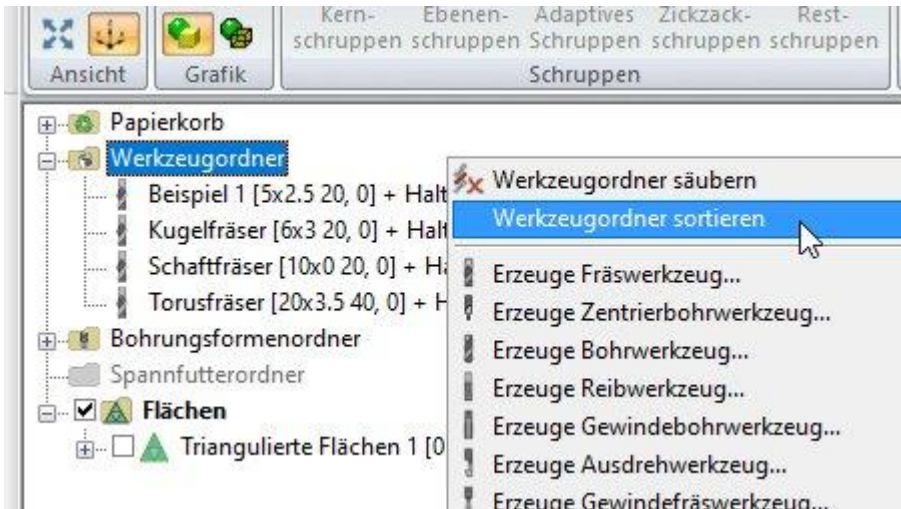 Kern- Ebenen- Adaptives Zickzack- Rest-
schruppen schruppen Schruppen schruppen schruppen
Ansicht Grafik Schruppen
Papierkorb
Werkzeugordner
Beispiel 1 [5x2.5 20, 0] + Halt
Kugelfräser [6x3 20, 0] + Halt
Schaftfräser [10x0 20, 0] + Ha
Torusfräser [20x3.5 40, 0] + H
Bohrungsformenordner
Spannfutterordner
Flächen
Triangulierte Flächen 1 [0
Werkzeugordner säubern
Werkzeugordner sortieren
Erzeuge Fräswerkzeug...
Erzeuge Zentrierbohrwerkzeug...
Erzeuge Bohrwerkzeug...
Erzeuge Reibwerkzeug...
Erzeuge Gewindebohrwerkzeug...
Erzeuge Ausdrehwerkzeug...
Erzeuge Gewindefräswerkzeug...